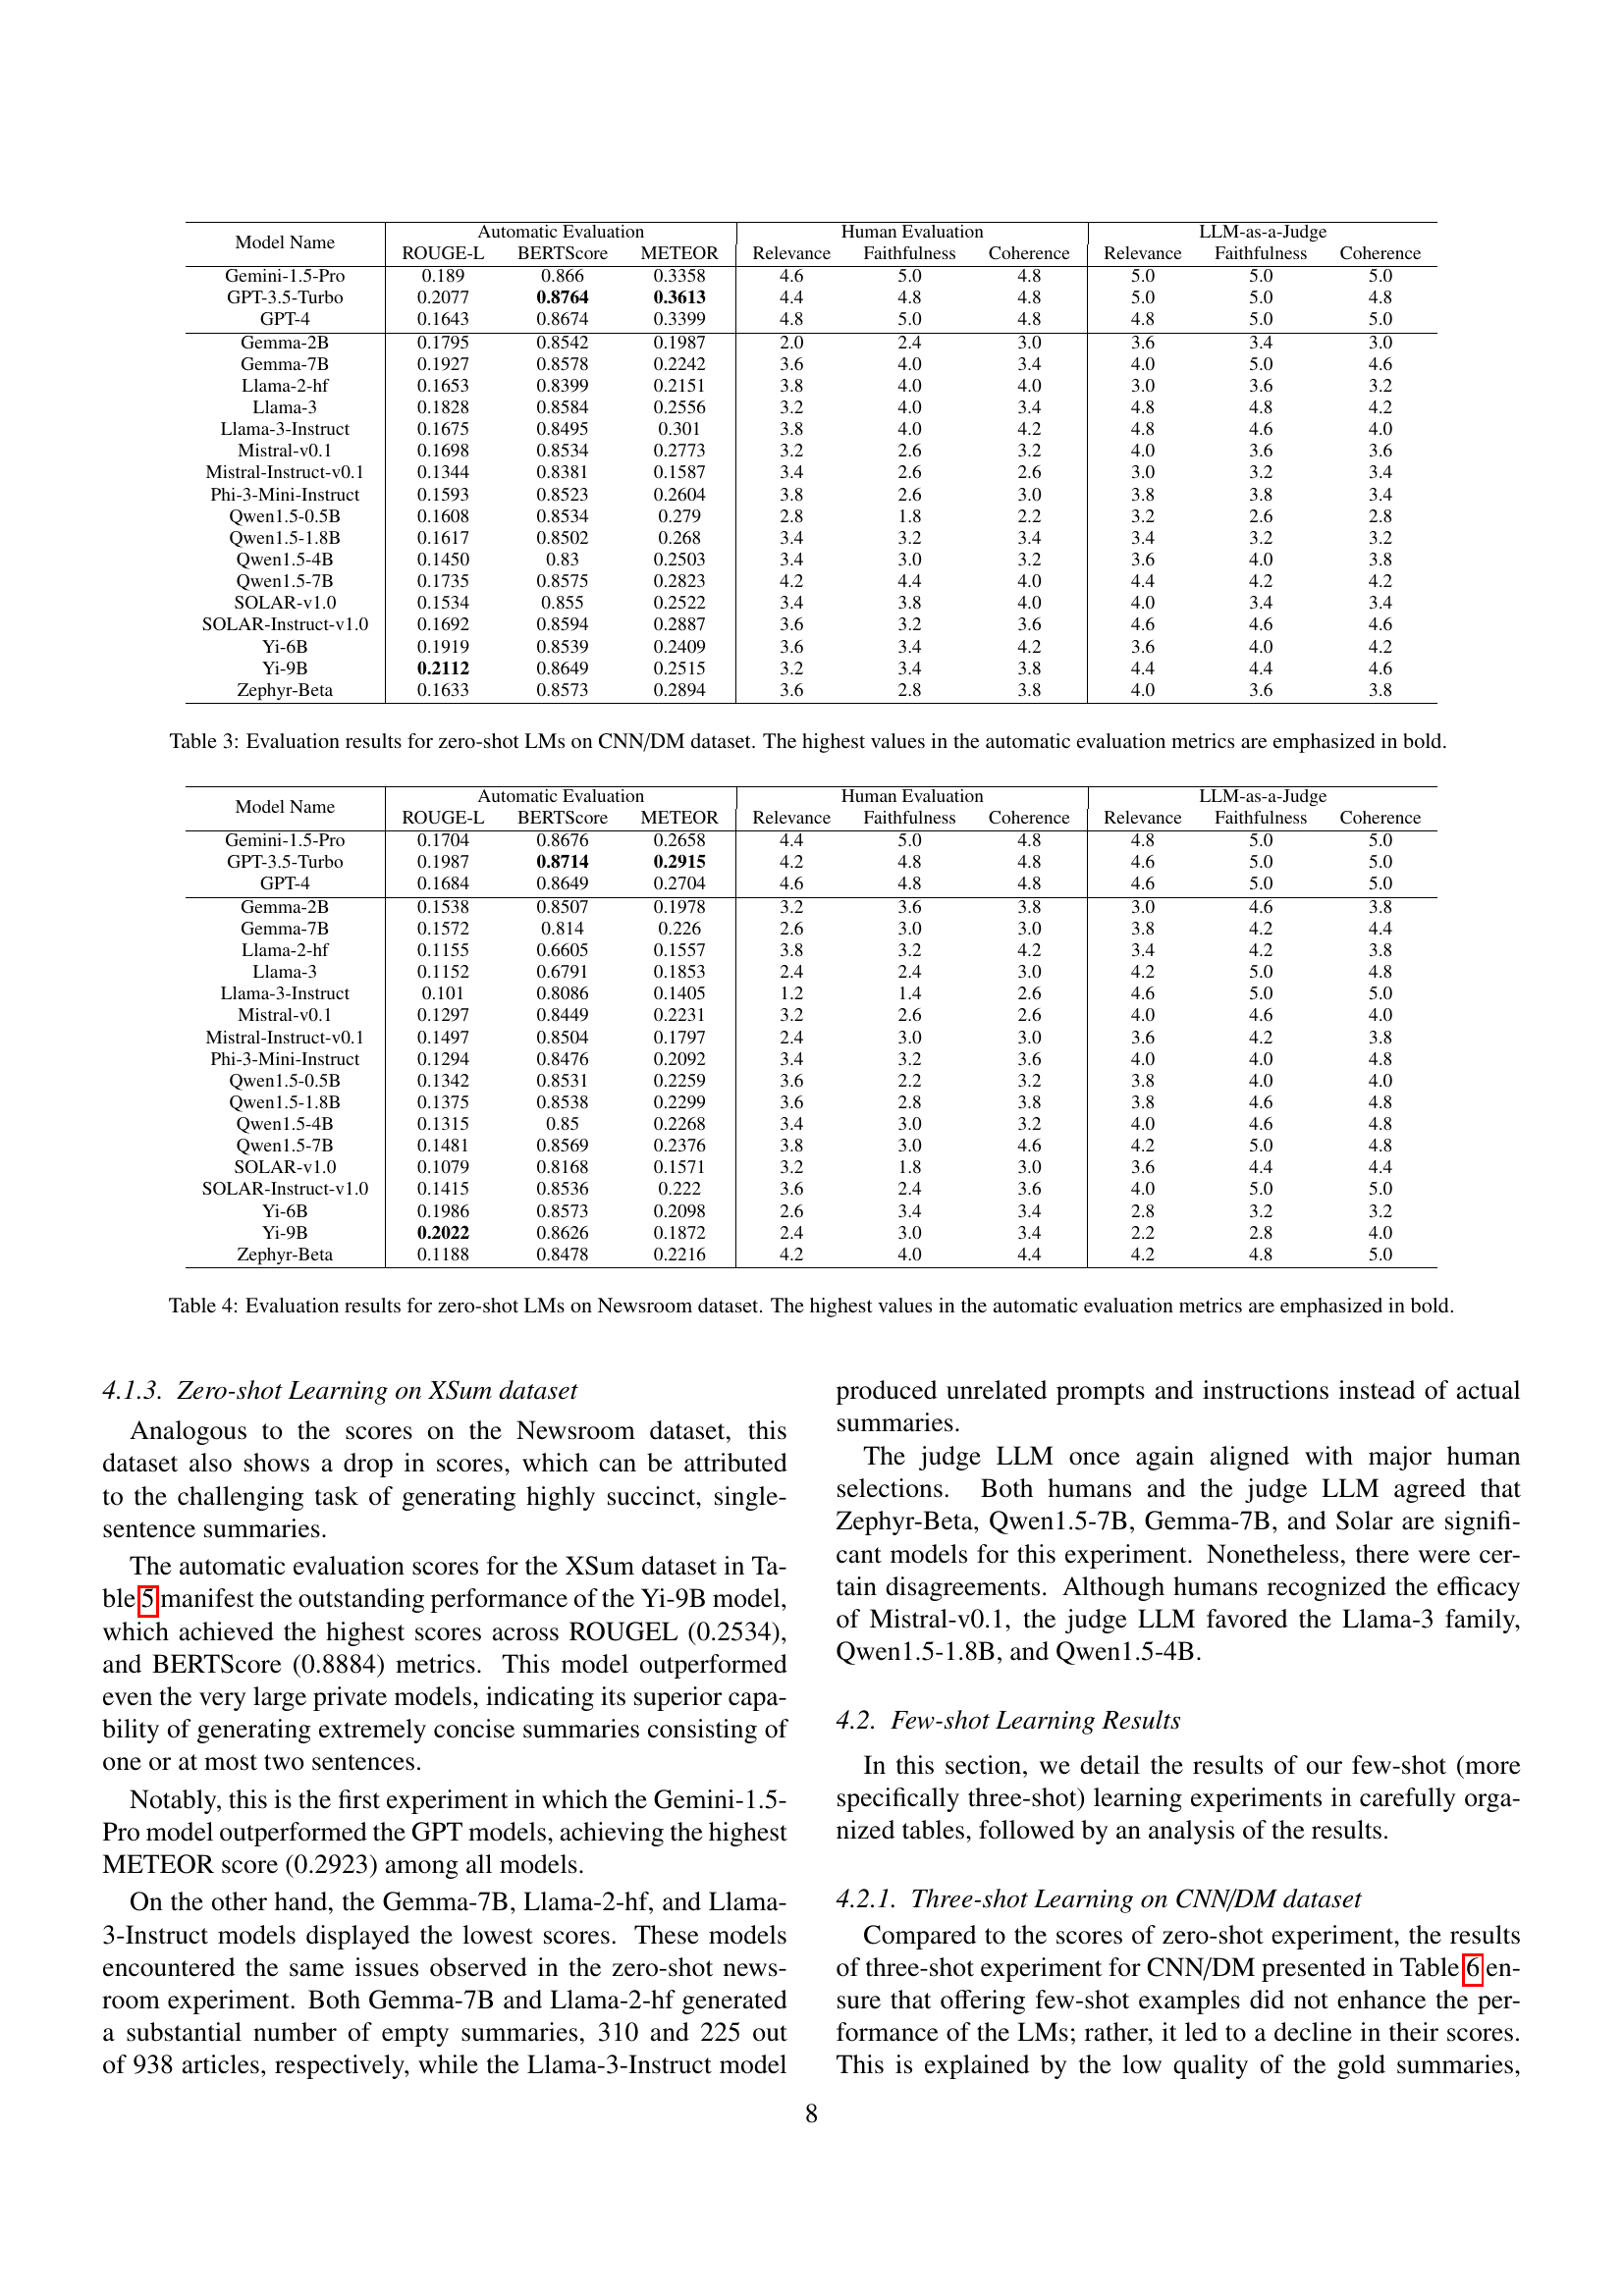 Model Name Automatic Evaluation Human Evaluation LLM-as-a-Judge
ROUGE-L BERTScore METEOR Relevance Faithfulness Coherence Relevance Faithfulness Coherence
Gemini-1.5-Pro 0.189 0.866 0.3358 4.6 5.0 4.8 5.0 5.0 5.0
GPT-3.5-Turbo 0.2077 0.8764 0.3613 4.4 4.8 4.8 5.0 5.0 4.8
GPT-4 0.1643 0.8674 0.3399 4.8 5.0 4.8 4.8 5.0 5.0
Gemma-2B 0.1795 0.8542 0.1987 2.0 2.4 3.0 3.6 3.4 3.0
Gemma-7B 0.1927 0.8578 0.2242 3.6 4.0 3.4 4.0 5.0 4.6
Llama-2-hf 0.1653 0.8399 0.2151 3.8 4.0 4.0 3.0 3.6 3.2
Llama-3 0.1828 0.8584 0.2556 3.2 4.0 3.4 4.8 4.8 4.2
Llama-3-Instruct 0.1675 0.8495 0.301 3.8 4.0 4.2 4.8 4.6 4.0
Mistral-v0.1 0.1698 0.8534 0.2773 3.2 2.6 3.2 4.0 3.6 3.6
Mistral-Instruct-v0.1 0.1344 0.8381 0.1587 3.4 2.6 2.6 3.0 3.2 3.4
Phi-3-Mini-Instruct 0.1593 0.8523 0.2604 3.8 2.6 3.0 3.8 3.8 3.4
Qwen1.5-0.5B 0.1608 0.8534 0.279 2.8 1.8 2.2 3.2 2.6 2.8
Qwen1.5-1.8B 0.1617 0.8502 0.268 3.4 3.2 3.4 3.4 3.2 3.2
Qwen1.5-4B 0.1450 0.83 0.2503 3.4 3.0 3.2 3.6 4.0 3.8
Qwen1.5-7B 0.1735 0.8575 0.2823 4.2 4.4 4.0 4.4 4.2 4.2
SOLAR-v1.0 0.1534 0.855 0.2522 3.4 3.8 4.0 4.0 3.4 3.4
SOLAR-Instruct-v1.0 0.1692 0.8594 0.2887 3.6 3.2 3.6 4.6 4.6 4.6
Yi-6B 0.1919 0.8539 0.2409 3.6 3.4 4.2 3.6 4.0 4.2
Yi-9B 0.2112 0.8649 0.2515 3.2 3.4 3.8 4.4 4.4 4.6
Zephyr-Beta 0.1633 0.8573 0.2894 3.6 2.8 3.8 4.0 3.6 3.8
Table 3: Evaluation results for zero-shot LMs on CNN/DM dataset. The highest values in the automatic evaluation metrics are emphasized in bold.
Model Name Automatic Evaluation Human Evaluation LLM-as-a-Judge
ROUGE-L BERTScore METEOR Relevance Faithfulness Coherence Relevance Faithfulness Coherence
Gemini-1.5-Pro 0.1704 0.8676 0.2658 4.4 5.0 4.8 4.8 5.0 5.0
GPT-3.5-Turbo 0.1987 0.8714 0.2915 4.2 4.8 4.8 4.6 5.0 5.0
GPT-4 0.1684 0.8649 0.2704 4.6 4.8 4.8 4.6 5.0 5.0
Gemma-2B 0.1538 0.8507 0.1978 3.2 3.6 3.8 3.0 4.6 3.8
Gemma-7B 0.1572 0.814 0.226 2.6 3.0 3.0 3.8 4.2 4.4
Llama-2-hf 0.1155 0.6605 0.1557 3.8 3.2 4.2 3.4 4.2 3.8
Llama-3 0.1152 0.6791 0.1853 2.4 2.4 3.0 4.2 5.0 4.8
Llama-3-Instruct 0.101 0.8086 0.1405 1.2 1.4 2.6 4.6 5.0 5.0
Mistral-v0.1 0.1297 0.8449 0.2231 3.2 2.6 2.6 4.0 4.6 4.0
Mistral-Instruct-v0.1 0.1497 0.8504 0.1797 2.4 3.0 3.0 3.6 4.2 3.8
Phi-3-Mini-Instruct 0.1294 0.8476 0.2092 3.4 3.2 3.6 4.0 4.0 4.8
Qwen1.5-0.5B 0.1342 0.8531 0.2259 3.6 2.2 3.2 3.8 4.0 4.0
Qwen1.5-1.8B 0.1375 0.8538 0.2299 3.6 2.8 3.8 3.8 4.6 4.8
Qwen1.5-4B 0.1315 0.85 0.2268 3.4 3.0 3.2 4.0 4.6 4.8
Qwen1.5-7B 0.1481 0.8569 0.2376 3.8 3.0 4.6 4.2 5.0 4.8
SOLAR-v1.0 0.1079 0.8168 0.1571 3.2 1.8 3.0 3.6 4.4 4.4
SOLAR-Instruct-v1.0 0.1415 0.8536 0.222 3.6 2.4 3.6 4.0 5.0 5.0
Yi-6B 0.1986 0.8573 0.2098 2.6 3.4 3.4 2.8 3.2 3.2
Yi-9B 0.2022 0.8626 0.1872 2.4 3.0 3.4 2.2 2.8 4.0
Zephyr-Beta 0.1188 0.8478 0.2216 4.2 4.0 4.4 4.2 4.8 5.0
Table 4: Evaluation results for zero-shot LMs on Newsroom dataset. The highest values in the automatic evaluation metrics are emphasized in bold.
4.1.3. Zero-shot Learning on XSum dataset
Analogous to the scores on the Newsroom dataset, this
dataset also shows a drop in scores, which can be attributed
to the challenging task of generating highly succinct, single-
sentence summaries.
The automatic evaluation scores for the XSum dataset in Ta-
ble 5 manifest the outstanding performance of the Yi-9B model,
which achieved the highest scores across ROUGEL (0.2534),
and BERTScore (0.8884) metrics. This model outperformed
even the very large private models, indicating its superior capa-
bility of generating extremely concise summaries consisting of
one or at most two sentences.
Notably, this is the first experiment in which the Gemini-1.5-
Pro model outperformed the GPT models, achieving the highest
METEOR score (0.2923) among all models.
On the other hand, the Gemma-7B, Llama-2-hf, and Llama-
3-Instruct models displayed the lowest scores. These models
encountered the same issues observed in the zero-shot news-
room experiment. Both Gemma-7B and Llama-2-hf generated
a substantial number of empty summaries, 310 and 225 out
of 938 articles, respectively, while the Llama-3-Instruct model
produced unrelated prompts and instructions instead of actual
summaries.
The judge LLM once again aligned with major human
selections. Both humans and the judge LLM agreed that
Zephyr-Beta, Qwen1.5-7B, Gemma-7B, and Solar are signifi-
cant models for this experiment. Nonetheless, there were cer-
tain disagreements. Although humans recognized the efficacy
of Mistral-v0.1, the judge LLM favored the Llama-3 family,
Qwen1.5-1.8B, and Qwen1.5-4B.
4.2. Few-shot Learning Results
In this section, we detail the results of our few-shot (more
specifically three-shot) learning experiments in carefully orga-
nized tables, followed by an analysis of the results.
4.2.1. Three-shot Learning on CNN/DM dataset
Compared to the scores of zero-shot experiment, the results
of three-shot experiment for CNN/DM presented in Table 6 en-
sure that offering few-shot examples did not enhance the per-
formance of the LMs; rather, it led to a decline in their scores.
This is explained by the low quality of the gold summaries,
8